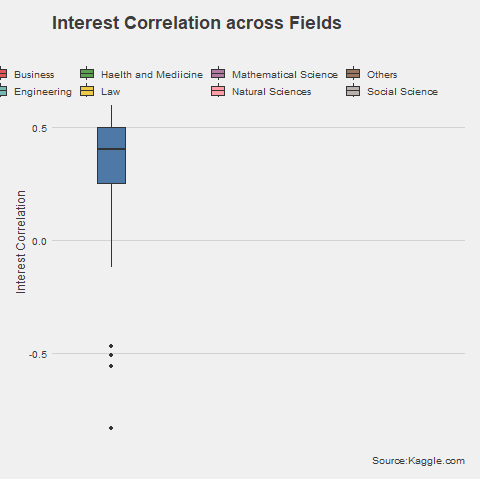 Interest Correlation across Fields
Business Haelth and Mediicine Mathematical Science Others
Engineering Law Natural Sciences Social Science
0.5
0.0
-0.5
Interest Correlation
Source:Kaggle.com